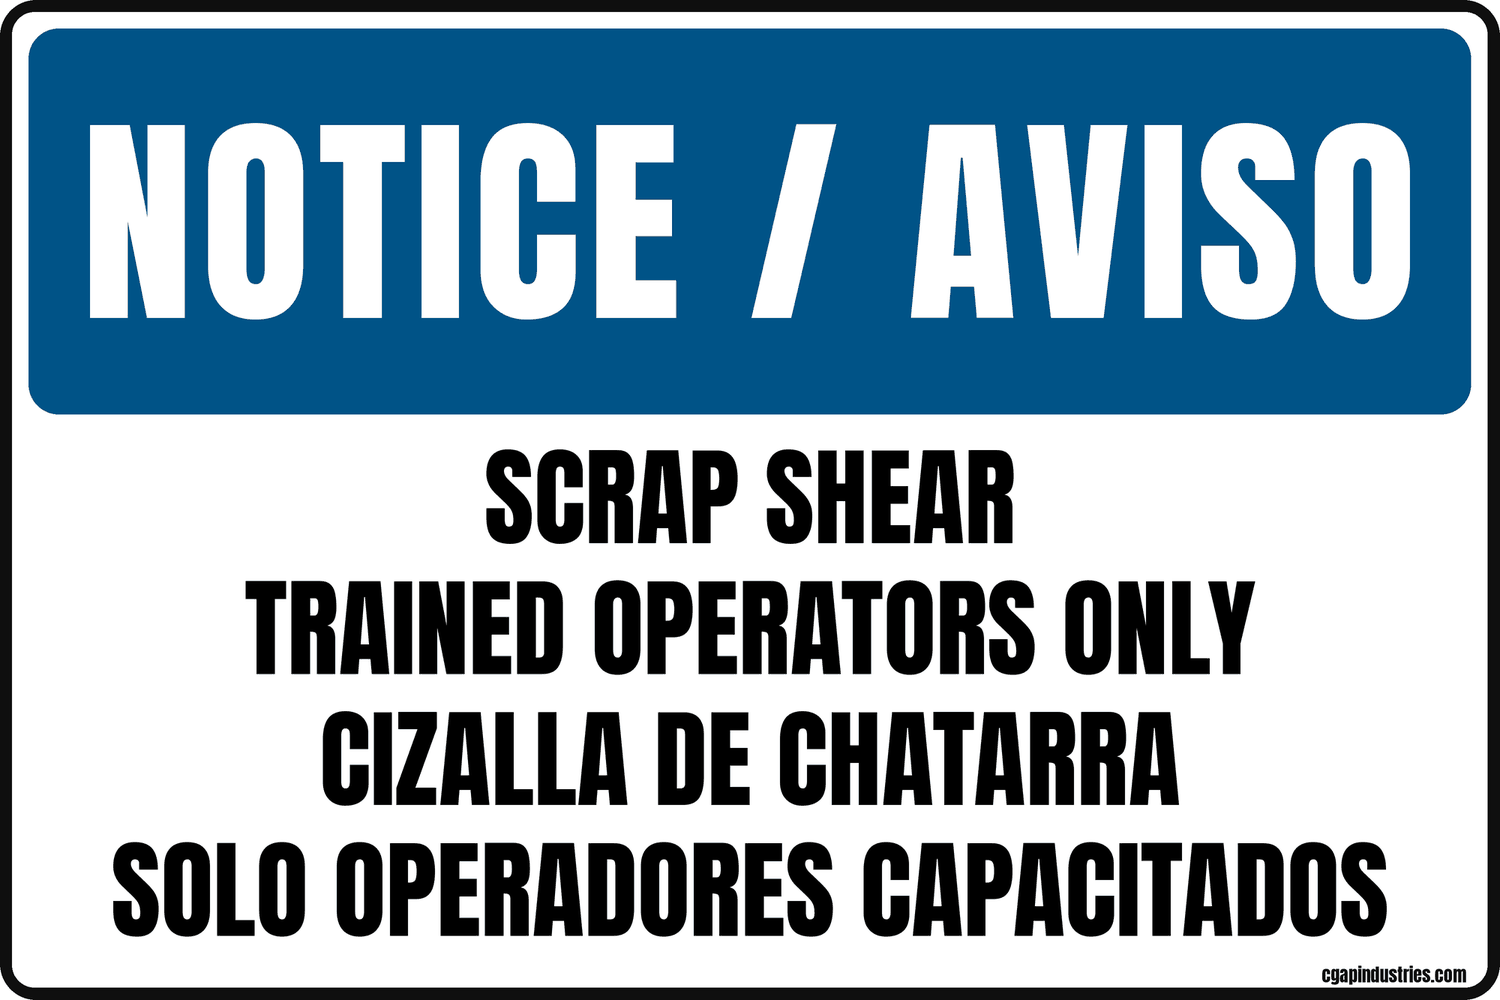 NOTICE / AVISO
SCRAP SHEAR
TRAINED OPERATORS ONLY
CIZALLA DE CHATARRA
SOLO OPERADORES CAPACITADOS
cgapindustries.com